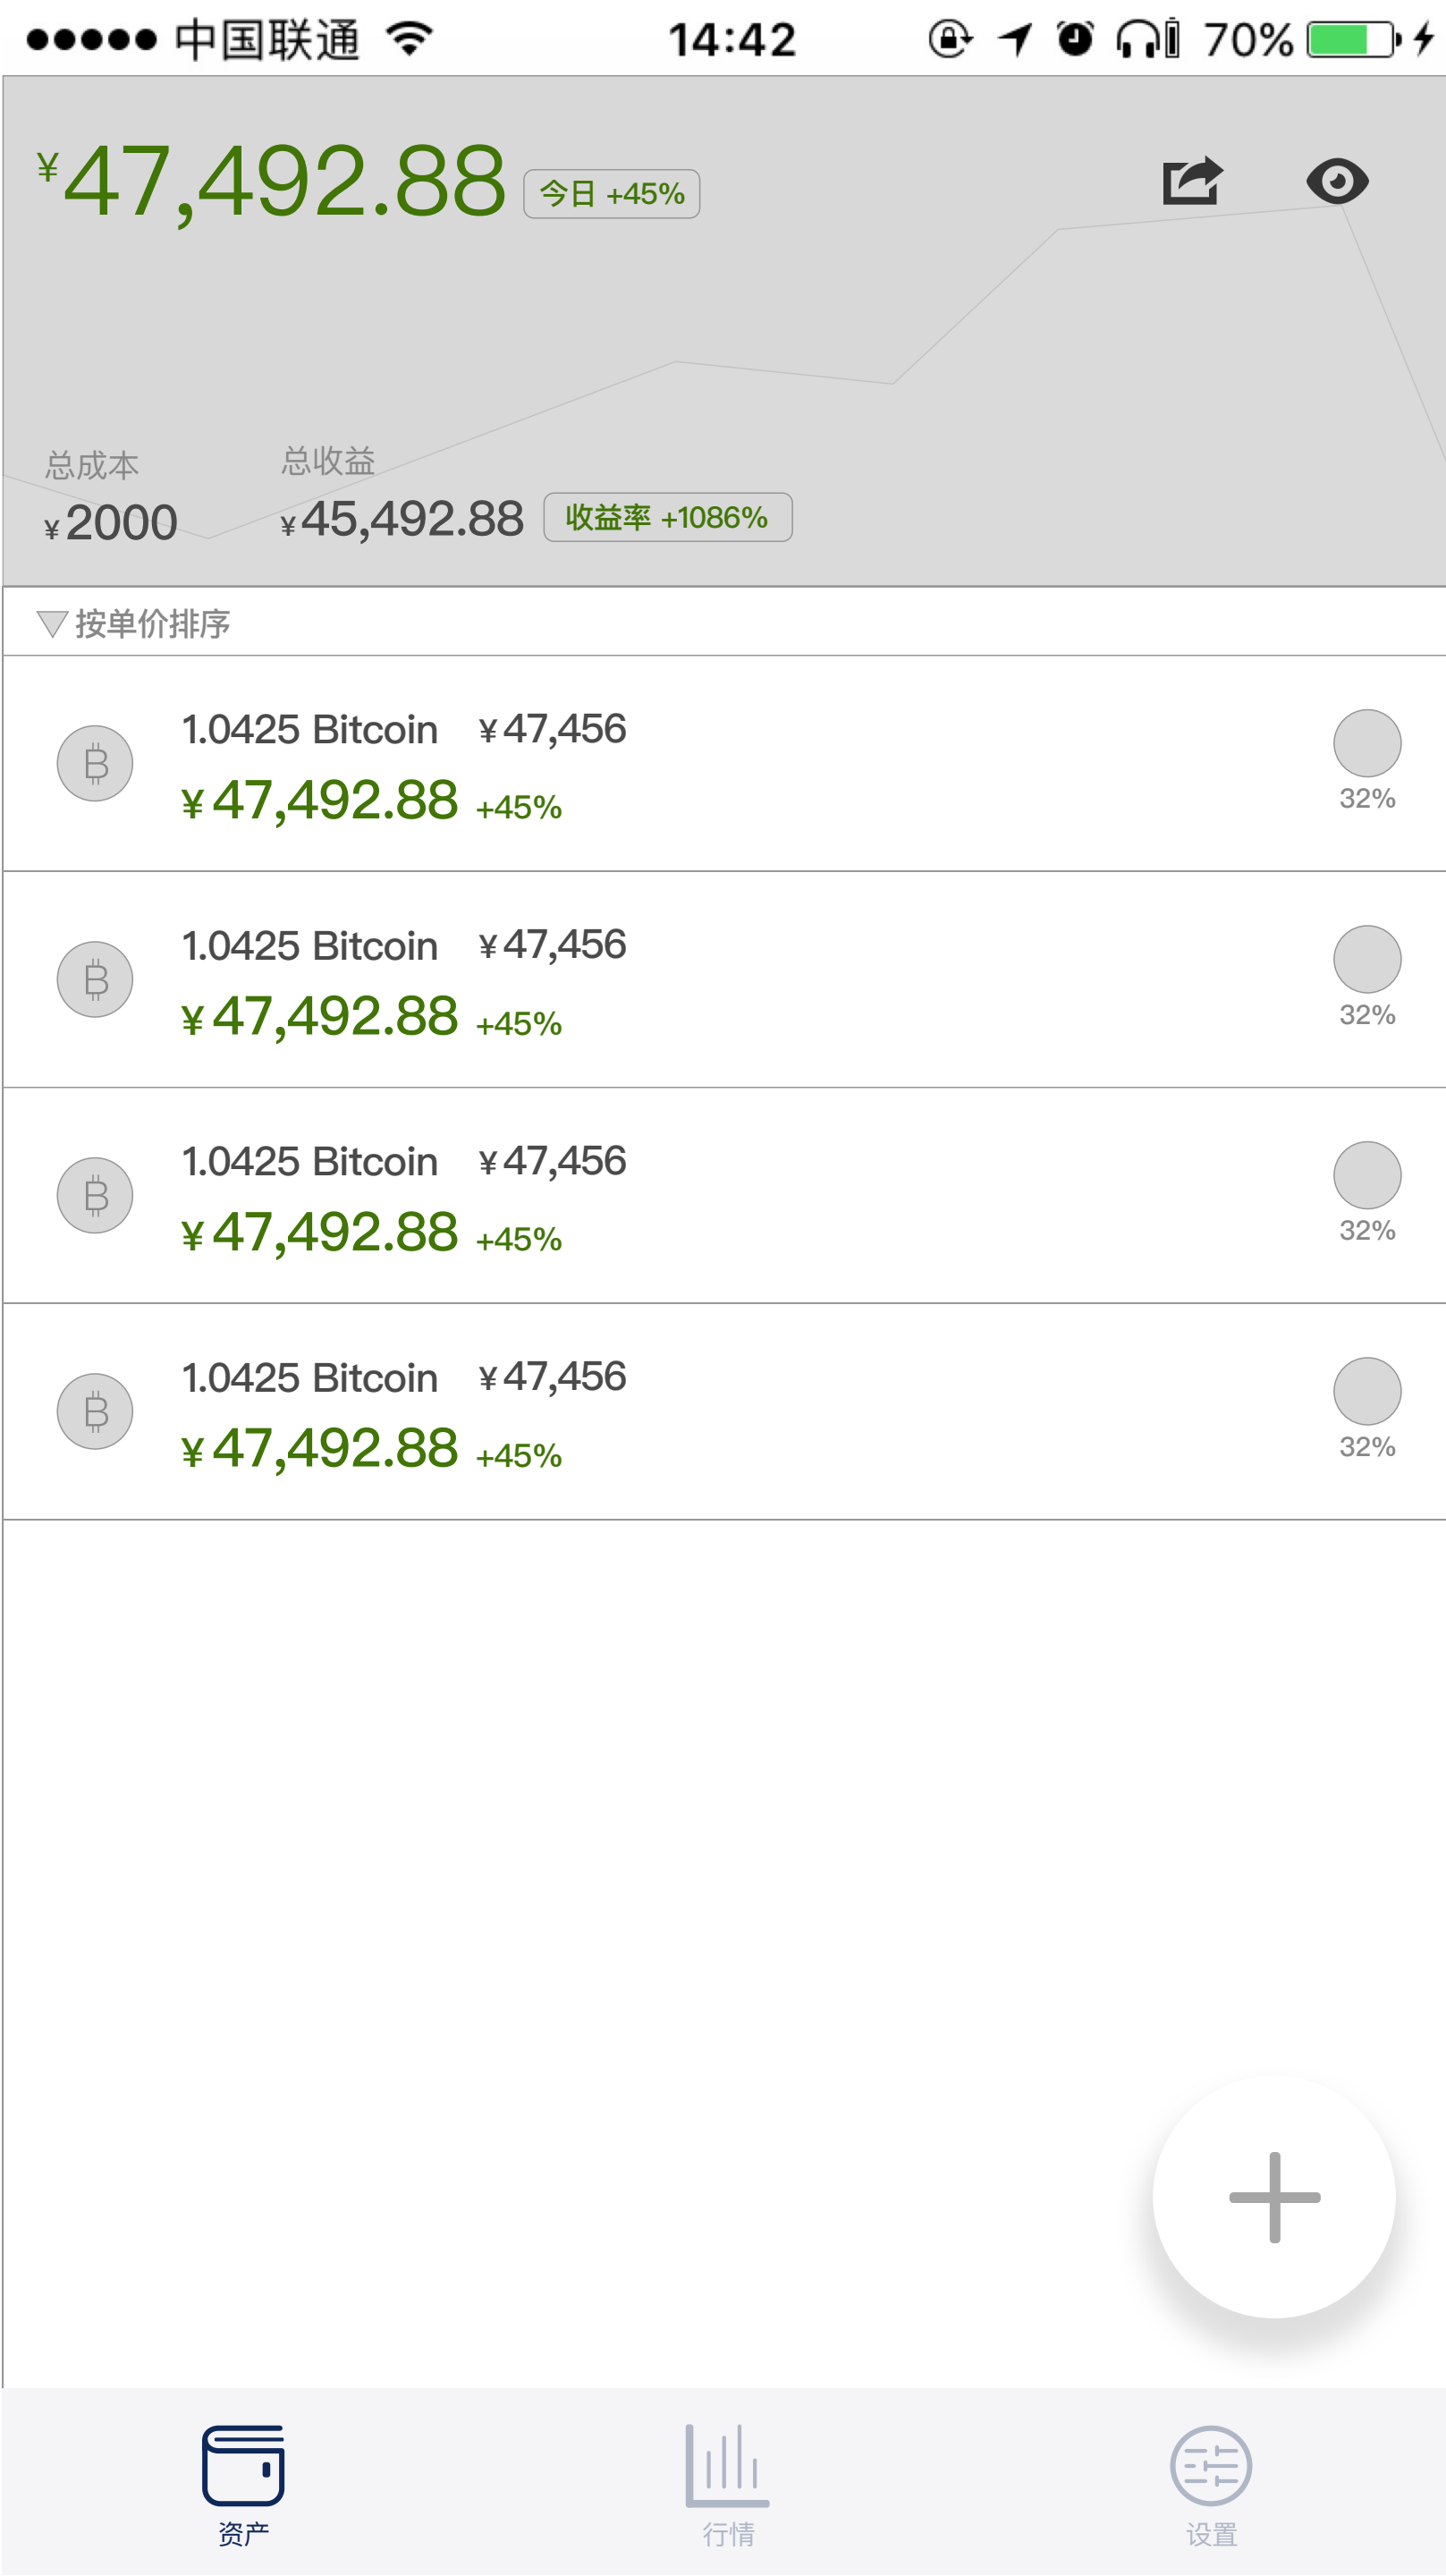 中国联通 14:42 70%
¥47,492.88 今日 +45%
总成本 总收益
¥2000 ¥45,492.88 收益率 +1086%
按单价排序
1.0425 Bitcoin ¥47,456
¥47,492.88 +45%
32%
1.0425 Bitcoin ¥47,456
¥47,492.88 +45%
32%
1.0425 Bitcoin ¥47,456
¥47,492.88 +45%
32%
1.0425 Bitcoin ¥47,456
¥47,492.88 +45%
32%
资产 行情 设置